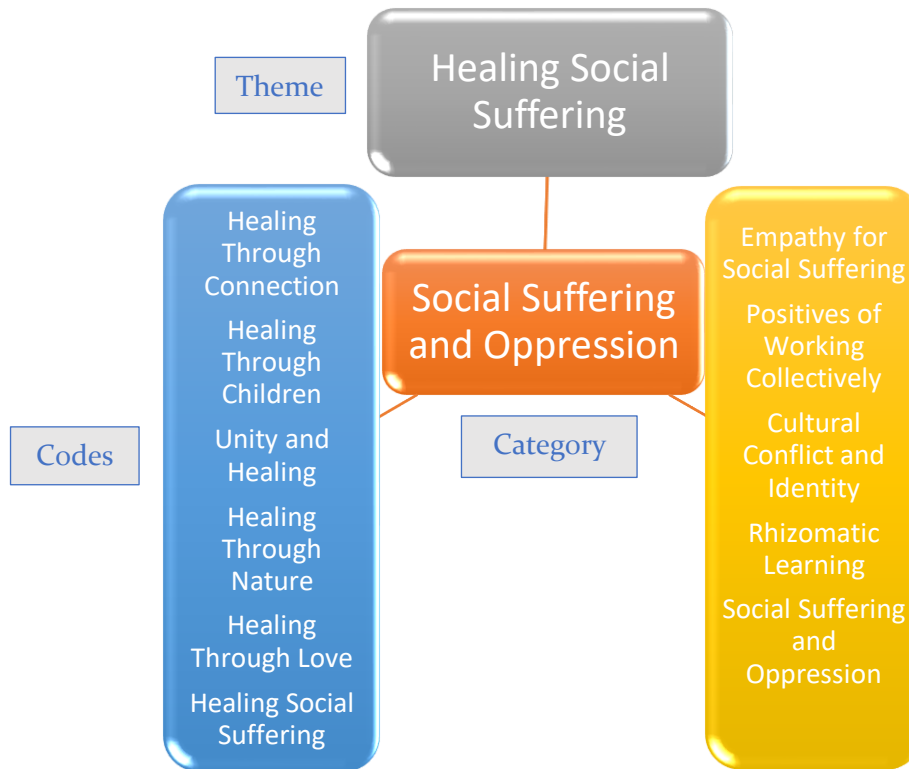 Theme
Healing Social
Suffering
Healing
Through
Connection
Healing
Through
Children
Unity and
Healing
Healing
Through
Nature
Healing
Through Love
Healing Social
Suffering
Codes
Social Suffering
and Oppression
Category
Empathy for
Social Suffering
Positives of
Working
Collectively
Cultural
Conflict and
Identity
Rhizomatic
Learning
Social Suffering
and
Oppression